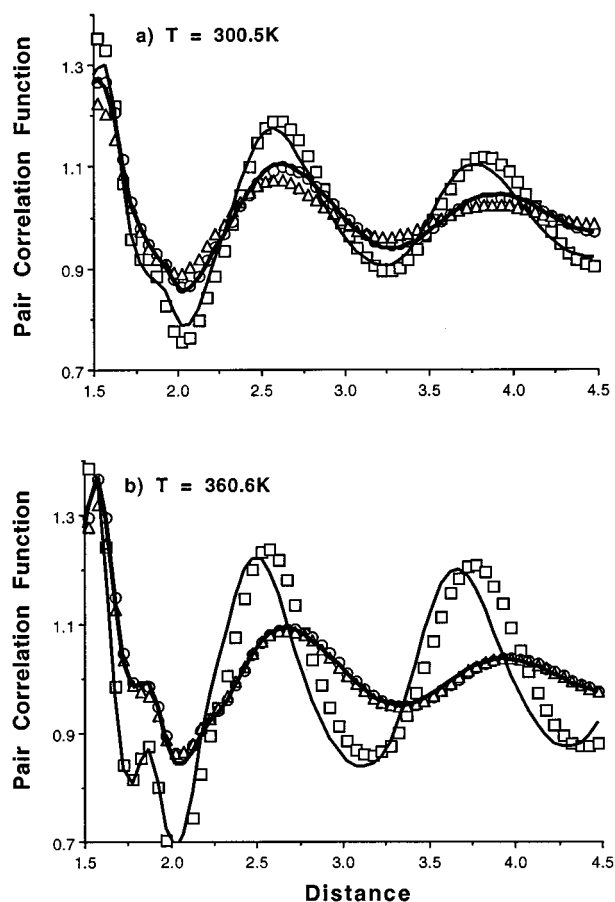 a) T = 300.5K
Pair Correlation Function
1.3
1.1
0.9
0.7
1.5 2.0 2.5 3.0 3.5 4.0 4.5
b) T = 360.6K
Pair Correlation Function
1.3
1.1
0.9
0.7
1.5 2.0 2.5 3.0 3.5 4.0 4.5
Distance